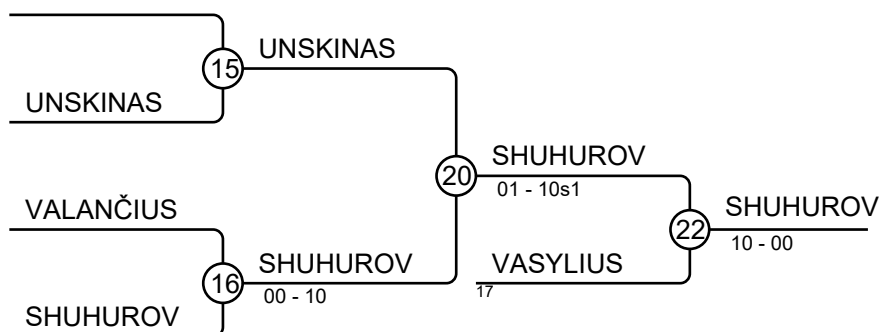 UNSKINAS
15
UNSKINAS
VALANČIUS
16
SHUHUROV
SHUHUROV
00 - 10
20
SHUHUROV
01 - 10s1
VASYLIUS
17
22
SHUHUROV
10 - 00